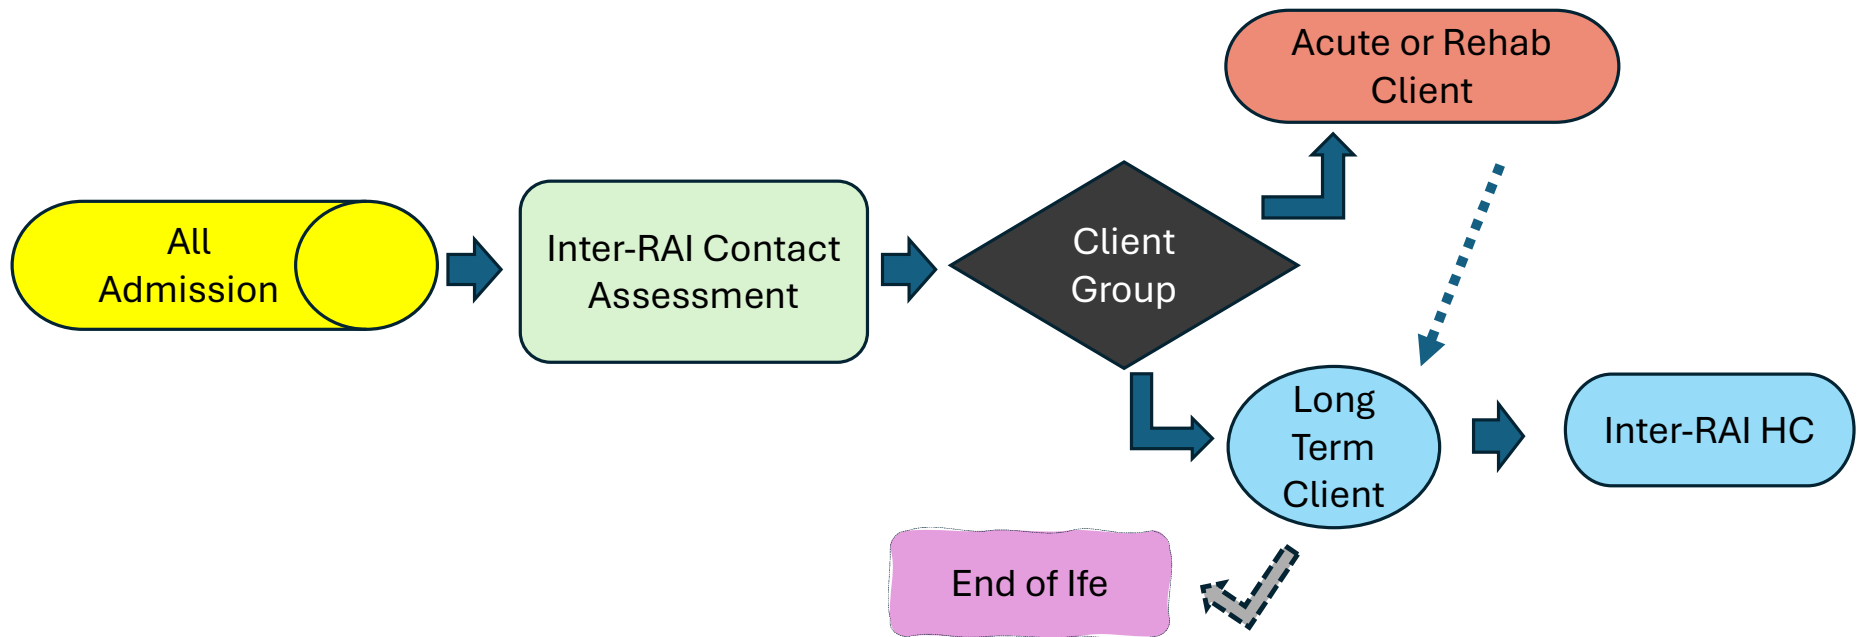 All
Admission
Inter-RAI Contact
Assessment
Client
Group
Acute or Rehab
Client
Long
Term
Client
Inter-RAI HC
End of Ife